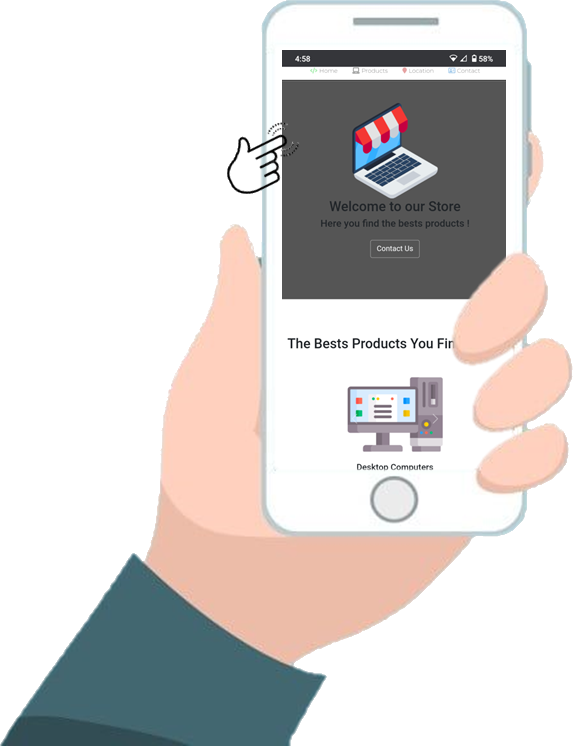 4:58 58%
Home Products Location Contact
Welcome to our Store
Here you find the bests products !
Contact Us
The Bests Products You Fin
Desktop Computers